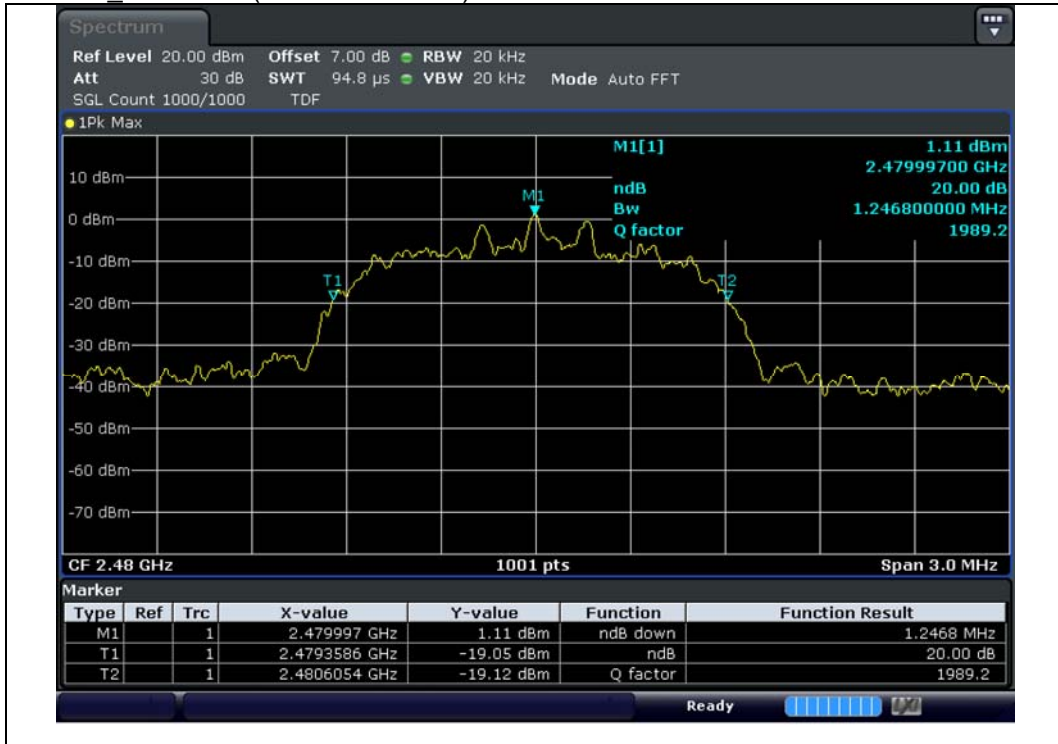 Spectrum
Ref Level 20.00 dBm Offset 7.00 dB RBW 20 kHz
Att 30 dB SWT 94.8 µs VBW 20 kHz Mode Auto FFT
SGL Count 1000/1000 TDF
1Pk Max
M1[1] 1.11 dBm
2.47999700 GHz
ndB 20.00 dB
Bw 1.246800000 MHz
Q factor 1989.2
10 dBm
M1
0 dBm
-10 dBm
T1
T2
-20 dBm
-30 dBm
-40 dBm
-50 dBm
-60 dBm
-70 dBm
CF 2.48 GHz 1001 pts Span 3.0 MHz
Marker
Type Ref Trc X-value Y-value Function Function Result
M1 1 2.479997 GHz 1.11 dBm ndB down 1.2468 MHz
T1 1 2.4793586 GHz -19.05 dBm ndB 20.00 dB
T2 1 2.4806054 GHz -19.12 dBm Q factor 1989.2
Ready